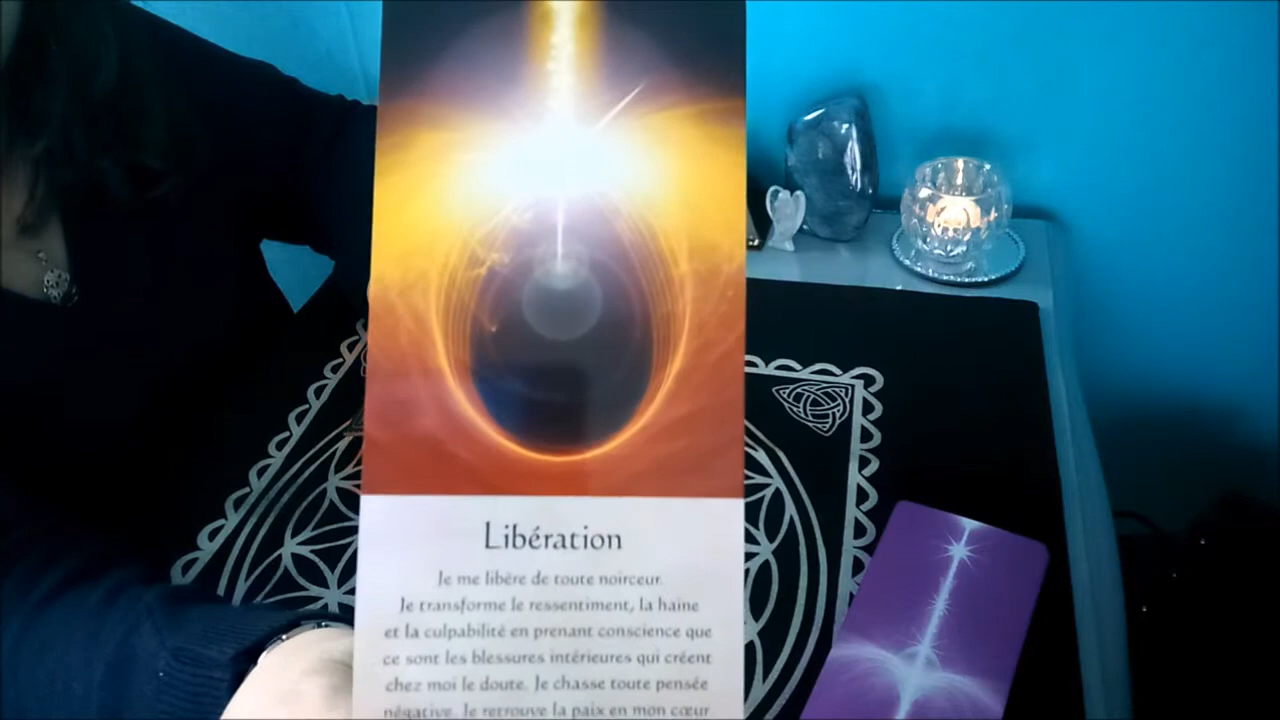 Libération
Je me libère de toute noirceur.
Je transforme le ressentiment, la haine
et la culpabilité en prenant conscience que
ce sont les blessures intérieures qui créent
chez moi le doute. Je chasse toute pensée
négative. Je retrouve la paix en mon cœur